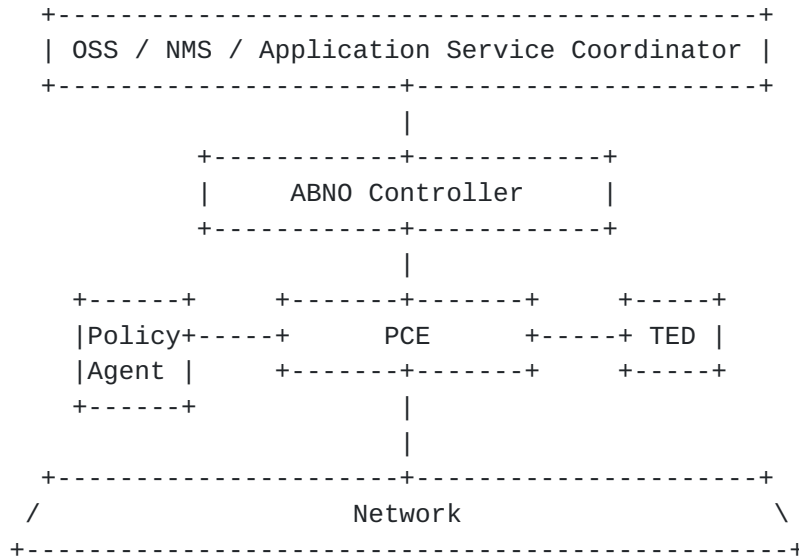 OSS / NMS / Application Service Coordinator
ABNO Controller
Policy PCE TED
Agent
Network